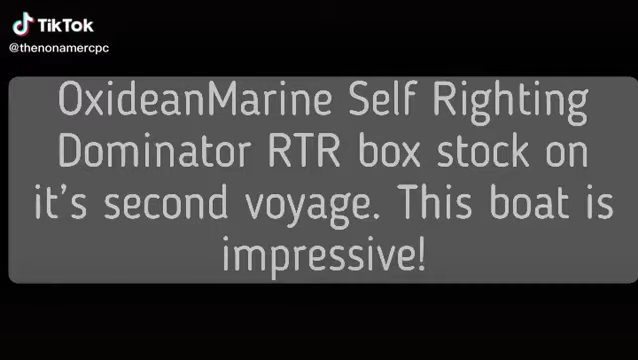 TikTok
@thenonamercpc
OxideanMarine Self Righting
Dominator RTR box stock on
it's second voyage. This boat is
impressive!